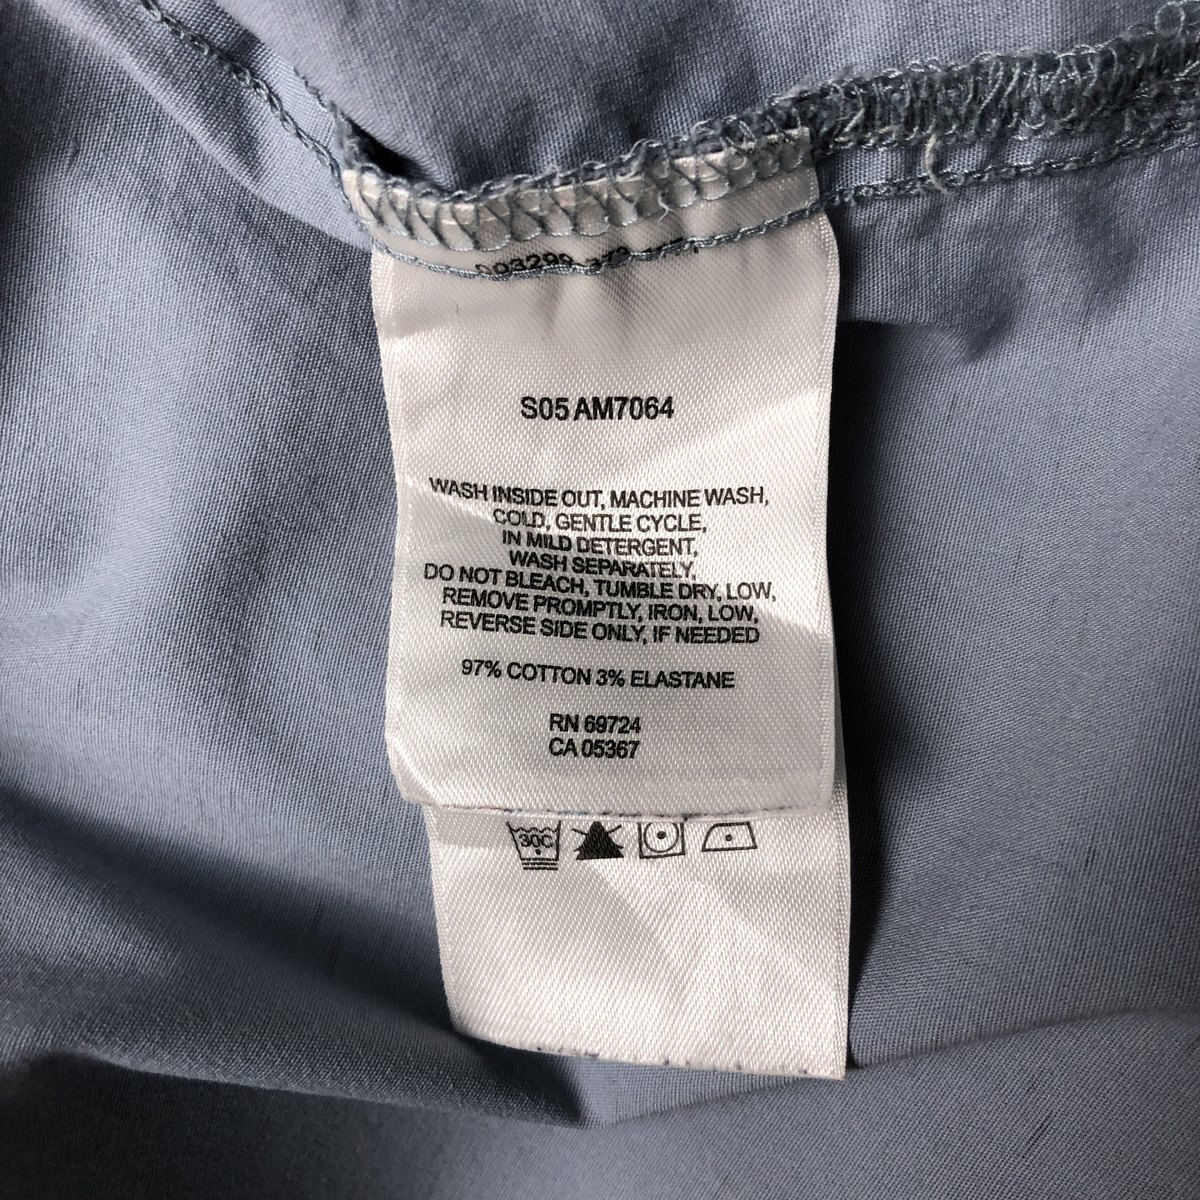 S05 AM7064
WASH INSIDE OUT, MACHINE WASH,
COLD, GENTLE CYCLE,
IN MILD DETERGENT,
WASH SEPARATELY,
DO NOT BLEACH, TUMBLE DRY, LOW,
REMOVE PROMPTLY, IRON, LOW,
REVERSE SIDE ONLY, IF NEEDED
97% COTTON 3% ELASTANE
RN 69724
CA 05367
30C